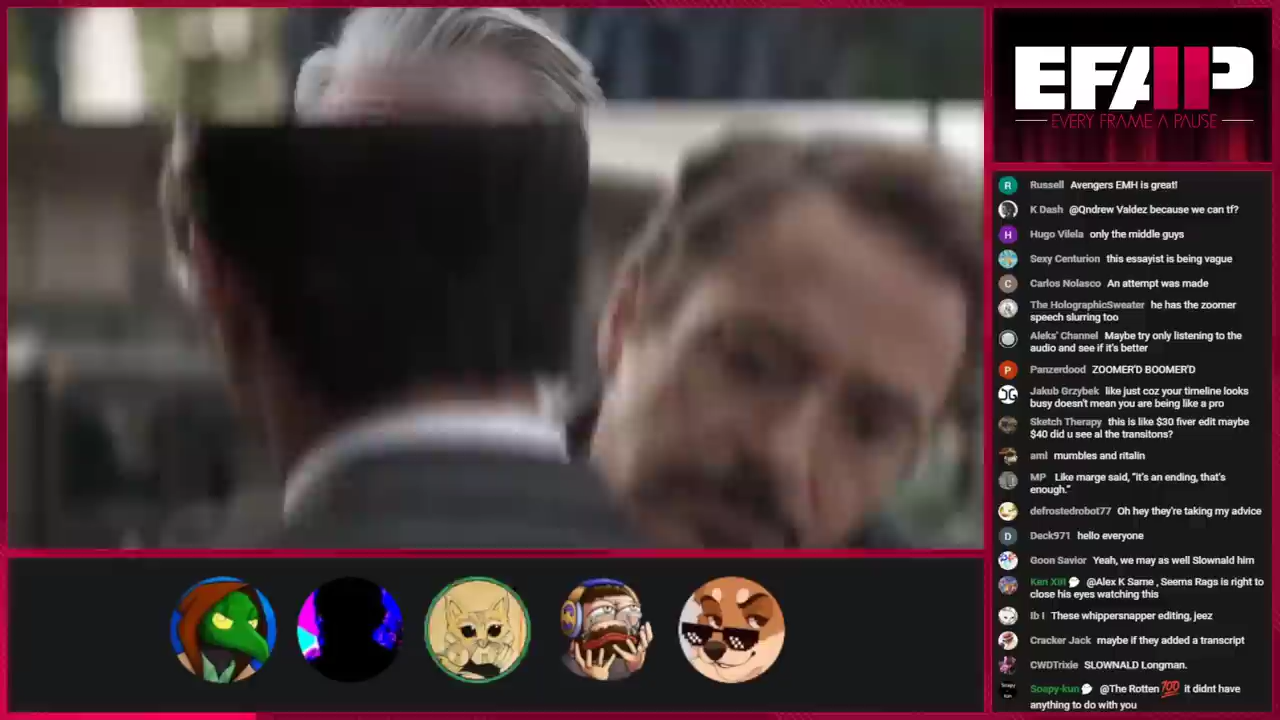 EFAP
EVERY FRAME A PAUSE
Russell Avengers EMH is great!
K Dash @Qndrew Valdez because we can tf?
Hugo Vilela only the middle guys
Sexy Centurion this essayist is being vague
Carlos Nolasco An attempt was made
The HolographicSweater he has the zoomer
speech slurring too
Aleks' Channel Maybe try only listening to the
audio and see if it's better
Panzerdood ZOOMER'D BOOMER'D
Jakub Grzybek like just coz your timeline looks
busy doesn't mean you are being like a pro
Sketch Therapy this is like $30 fiver edit maybe
$40 did u see al the transitons?
aml mumbles and ritalin
MP Like marge said, "it's an ending, that's
enough."
defrostedrobot77 Oh hey they're taking my advice
Deck971 hello everyone
Goon Savior Yeah, we may as well Slownald him
Ken XIII @Alex K Same , Seems Rags is right to
close his eyes watching this
Ib I These whippersnapper editing, jeez
Cracker Jack maybe if they added a transcript
CWDTrixie SLOWNALD Longman.
Soapy-kun @The Rotten 💯 it didnt have
anything to do with you